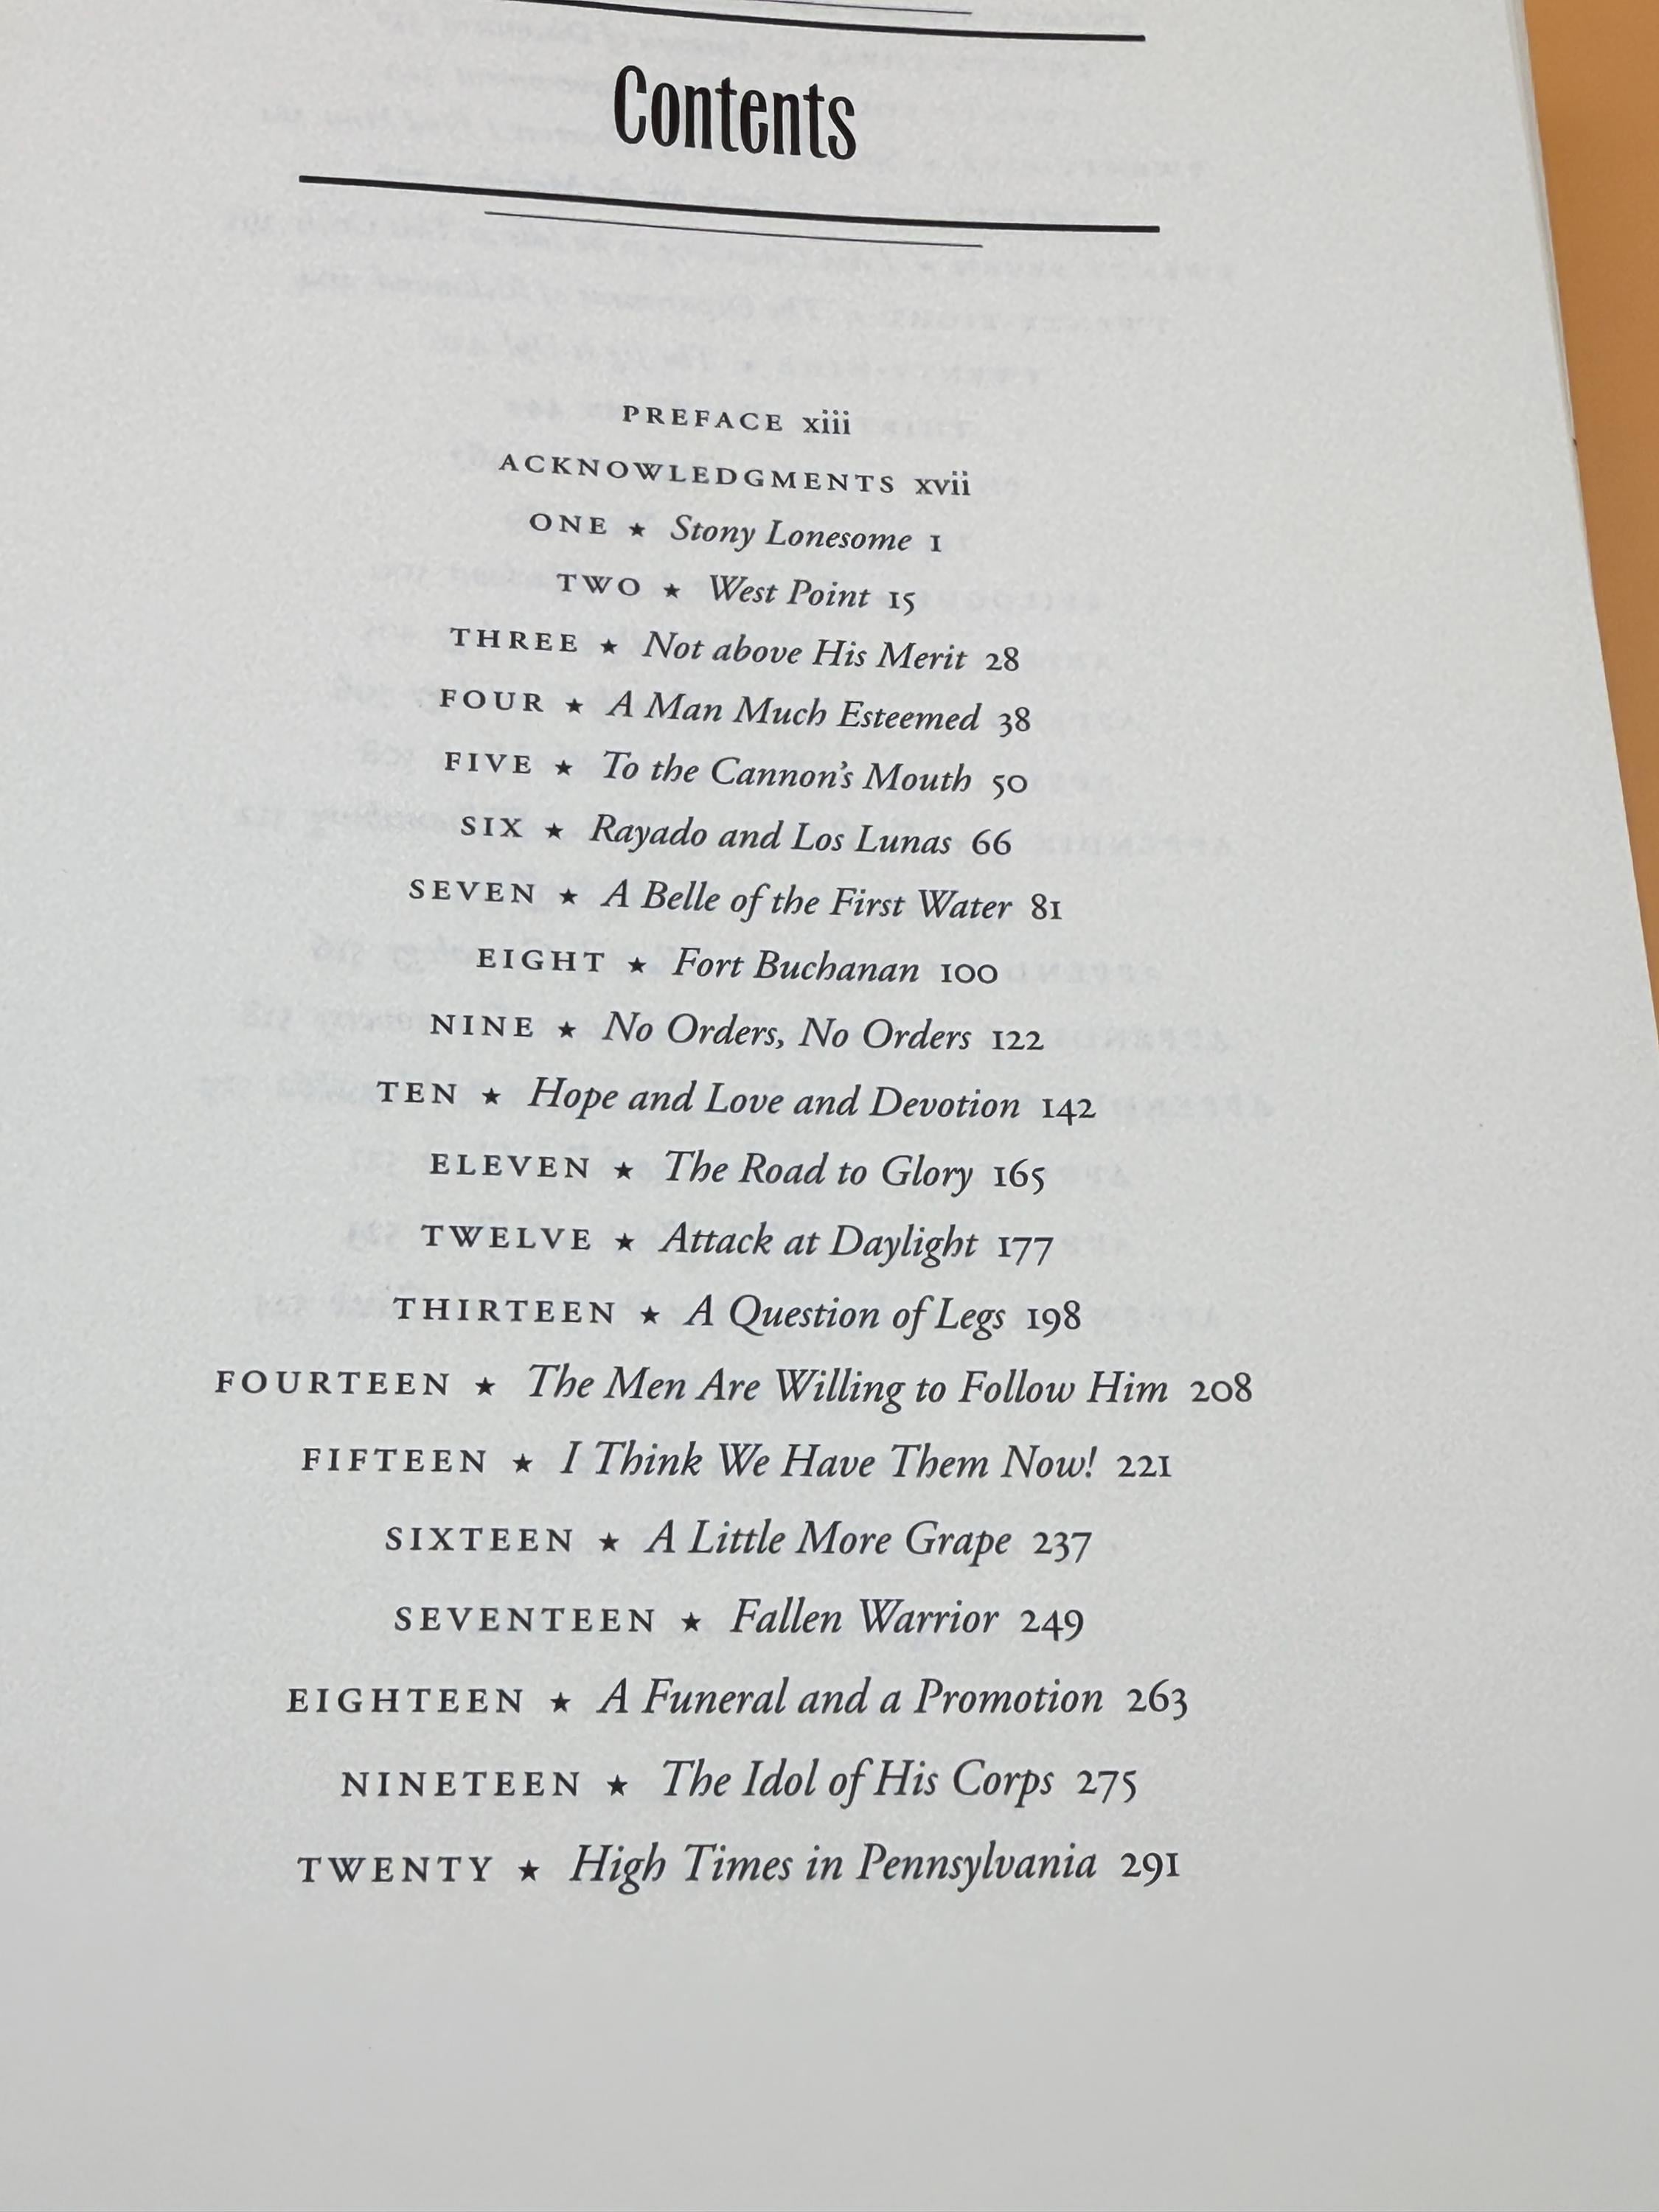 Contents
PREFACE xiii
ACKNOWLEDGMENTS xvii
ONE ★ Stony Lonesome 1
TWO ★ West Point 15
THREE ★ Not above His Merit 28
FOUR ★ A Man Much Esteemed 38
FIVE ★ To the Cannon's Mouth 50
SIX ★ Rayado and Los Lunas 66
SEVEN ★ A Belle of the First Water 81
EIGHT ★ Fort Buchanan 100
NINE ★ No Orders, No Orders 122
TEN ★ Hope and Love and Devotion 142
ELEVEN ★ The Road to Glory 165
TWELVE ★ Attack at Daylight 177
THIRTEEN ★ A Question of Legs 198
FOURTEEN ★ The Men Are Willing to Follow Him 208
FIFTEEN ★ I Think We Have Them Now! 221
SIXTEEN ★ A Little More Grape 237
SEVENTEEN ★ Fallen Warrior 249
EIGHTEEN ★ A Funeral and a Promotion 263
NINETEEN ★ The Idol of His Corps 275
TWENTY ★ High Times in Pennsylvania 291